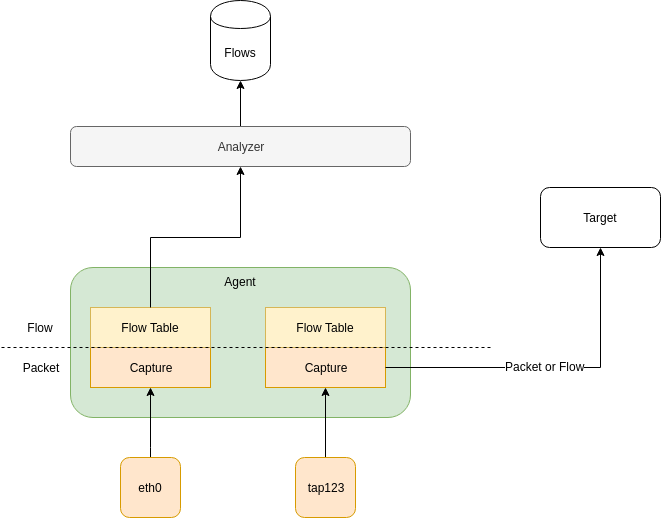 Flows
Analyzer
Target
Agent
Flow
Flow Table
Flow Table
Packet
Capture
Capture
Packet or Flow
eth0
tap123